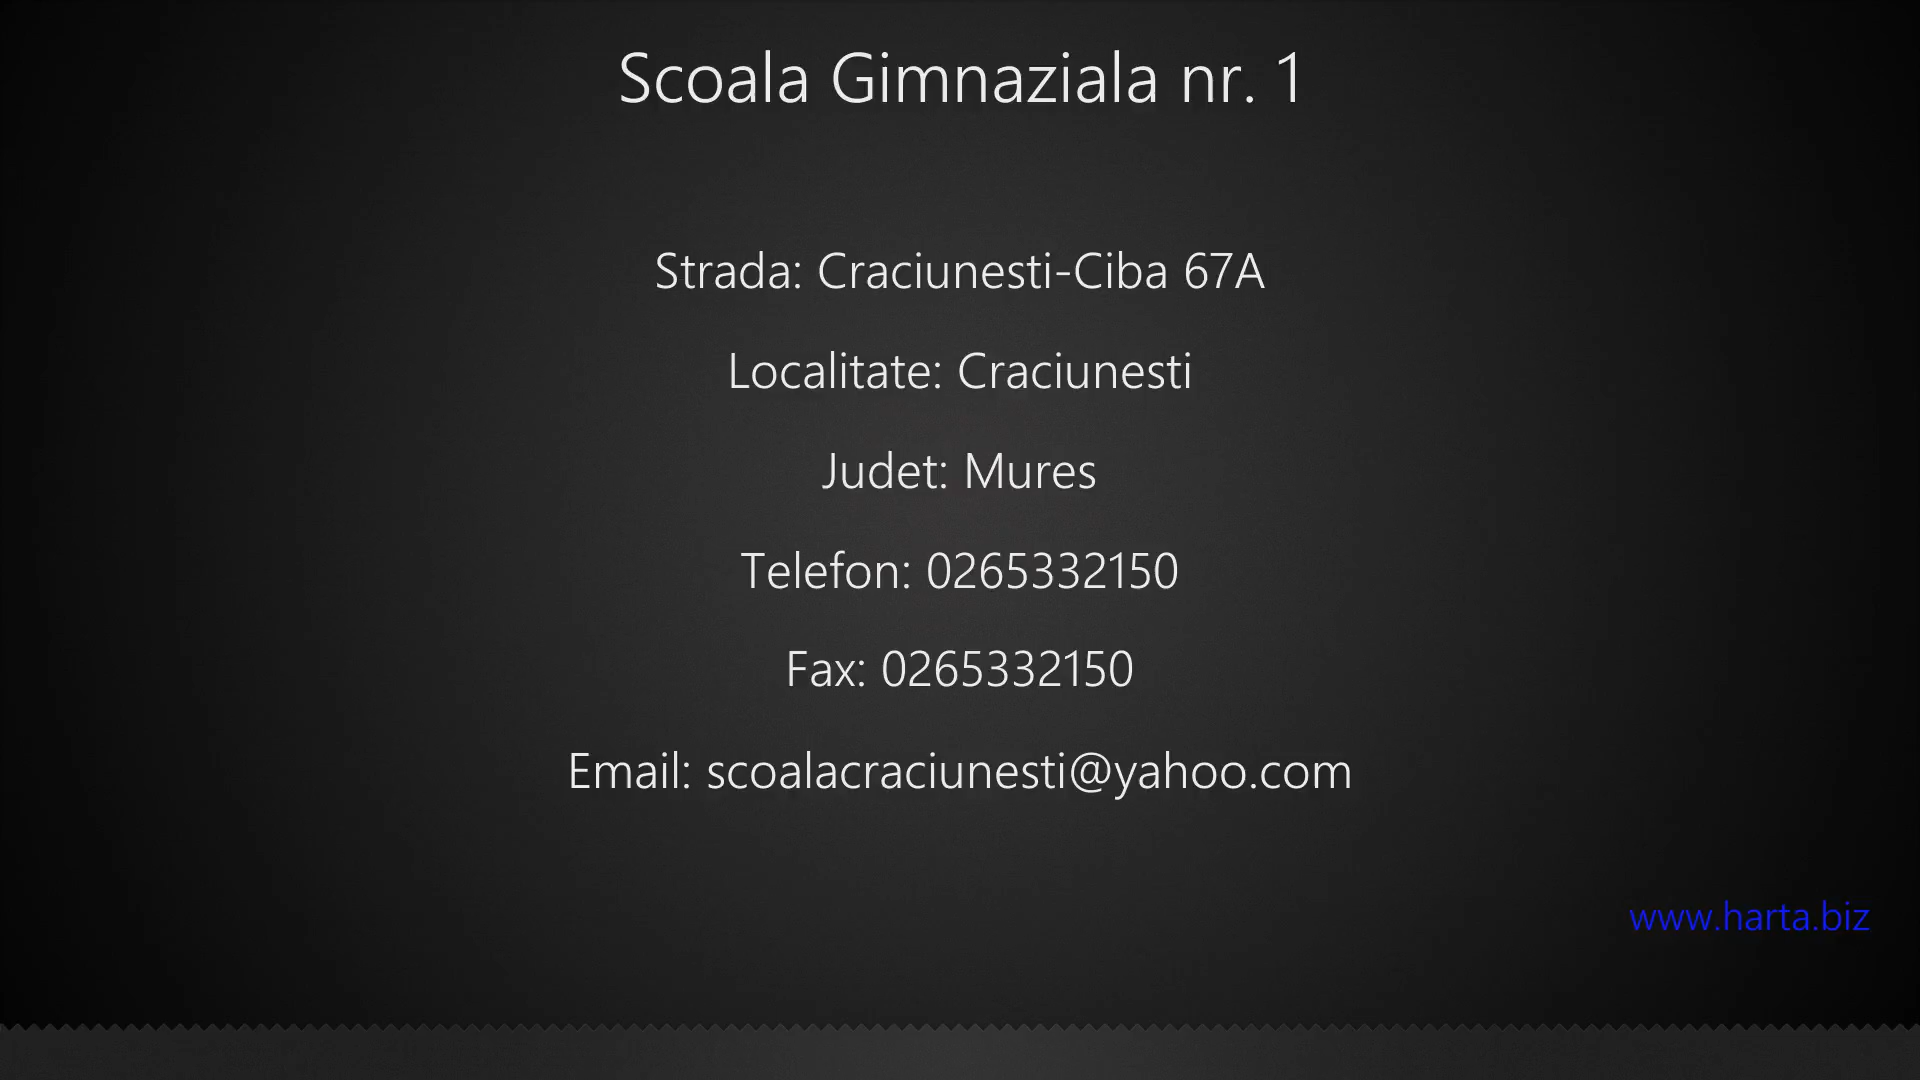 Scoala Gimnaziala nr. 1
Strada: Craciunesti-Ciba 67A
Localitate: Craciunesti
Judet: Mures
Telefon: 0265332150
Fax: 0265332150
Email: scoalacraciunesti@yahoo.com
www.harta.biz